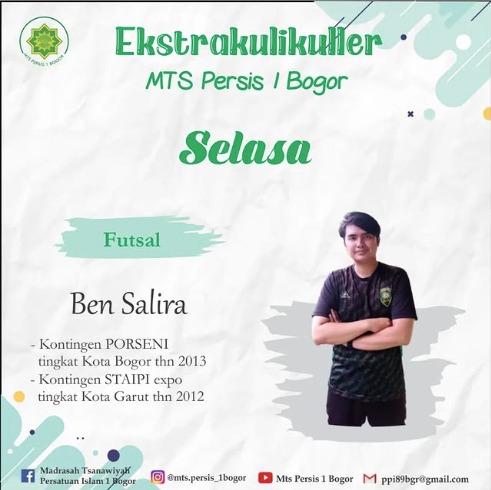 Ekstrakulikuller
MTS Persis 1 Bogor
MTS PERSIS 1 BOGOR
Selasa
Futsal
Ben Salira
- Kontingen PORSENI
tingkat Kota Bogor thn 2013
- Kontingen STAIPI expo
tingkat Kota Garut thn 2012
Madrasah Tsanawiyah
Persatuan Islam 1 Bogor
@mts.persis_1bogor
Mts Persis 1 Bogor
ppi89bgr@gmail.com